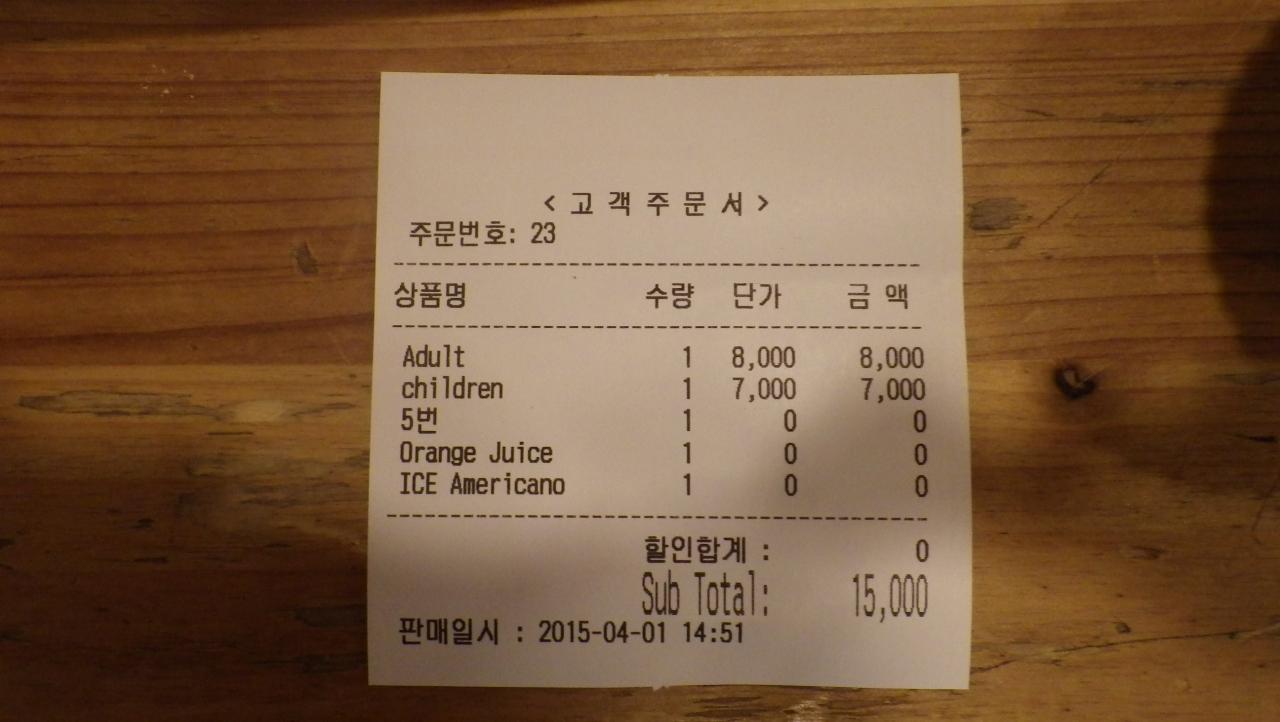 < 고 객 주 문 서 >
주문번호: 23
상품명 수량 단가 금 액
Adult 1 8,000 8,000
children 1 7,000 7,000
5번 1 0 0
Orange Juice 1 0 0
ICE Americano 1 0 0
할인합계 : 0
Sub Total: 15,000
판매일시 : 2015-04-01 14:51